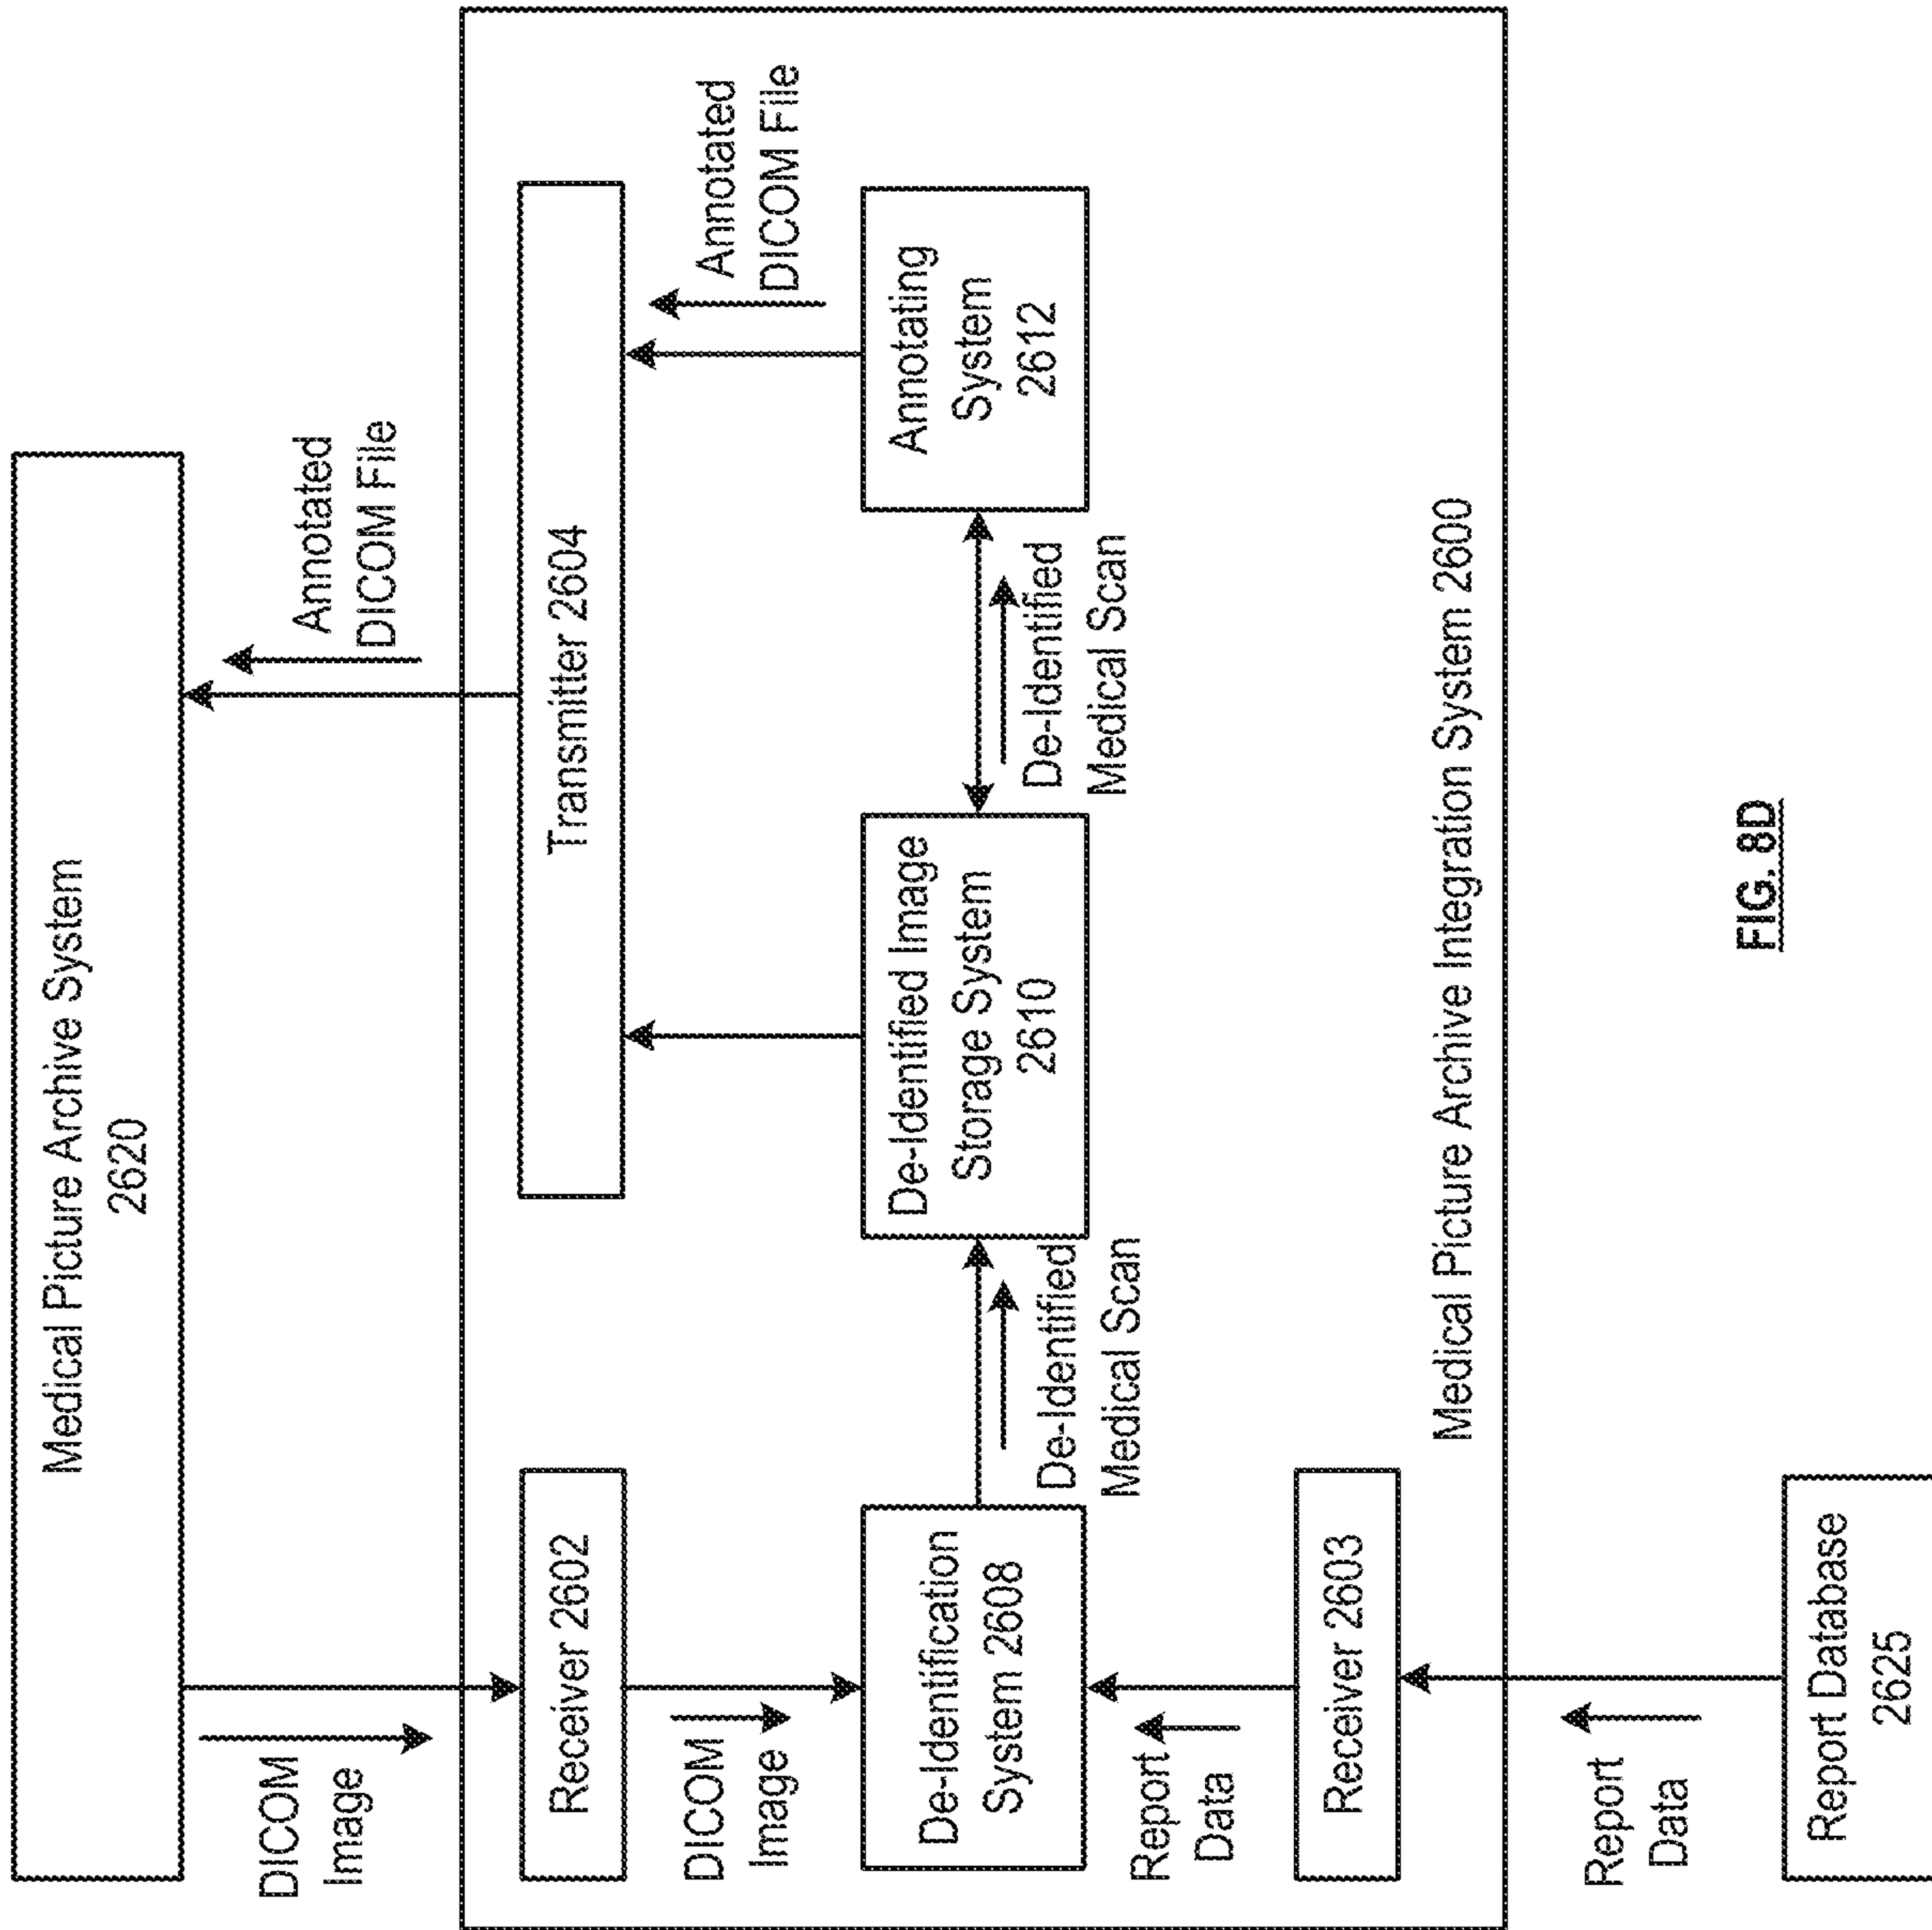 Medical Picture Archive System
2620
DICOM
Image
Annotated
DICOM File
Receiver 2602
Transmitter 2604
DICOM
Image
Annotated
DICOM File
De-Identification
System 2608
De-Identified Image
Storage System
2610
Annotating
System
2612
De-Identified
Medical Scan
De-Identified
Medical Scan
Report
Data
Receiver 2603
Medical Picture Archive Integration System 2600
Report
Data
Report Database
2625
FIG. 8D